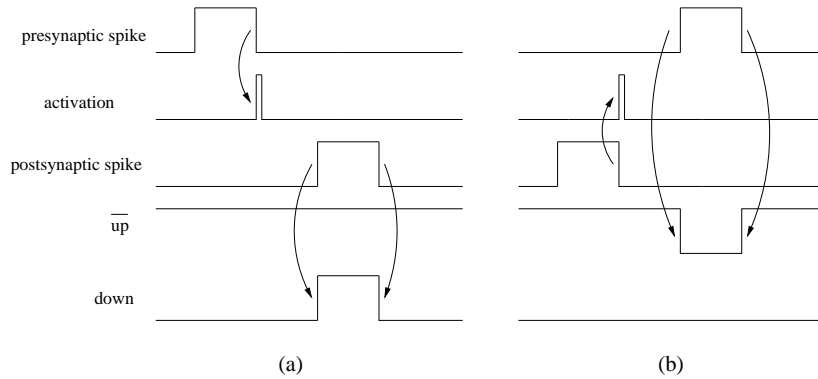 presynaptic spike
activation
postsynaptic spike
up
down
(a)
(b)